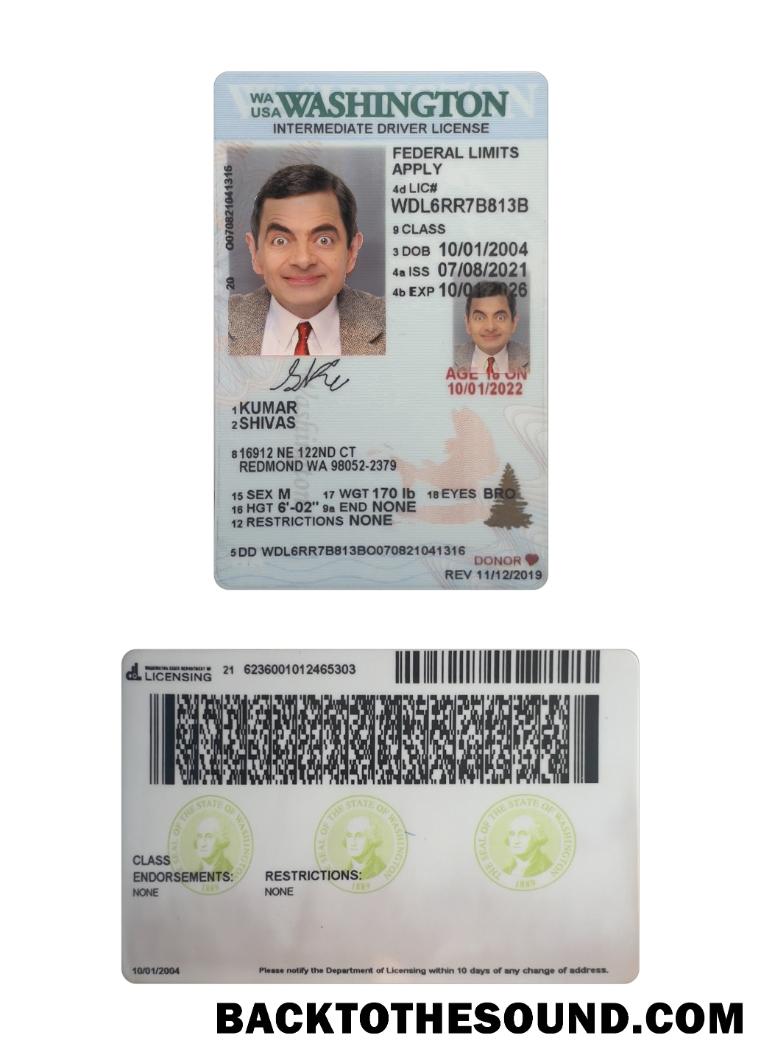 WA WASHINGTON
USA
INTERMEDIATE DRIVER LICENSE
FEDERAL LIMITS
APPLY
4d LIC#
WDL6RR7B813B
9 CLASS
3 DOB 10/01/2004
4a ISS 07/08/2021
4b EXP 10/01/2026
20 O070821041316
AGE 18 ON
10/01/2022
1 KUMAR
2 SHIVAS
8 16912 NE 122ND CT
REDMOND WA 98052-2379
15 SEX M 17 WGT 170 lb 18 EYES BRO
16 HGT 6'-02" 9a END NONE
12 RESTRICTIONS NONE
5 DD WDL6RR7B813BO070821041316
DONOR
REV 11/12/2019
dol WASHINGTON STATE DEPARTMENT OF
LICENSING
21 6236001012465303
THE SEAL OF THE STATE OF WASHINGTON
1889
THE SEAL OF THE STATE OF WASHINGTON
1889
THE SEAL OF THE STATE OF WASHINGTON
1889
CLASS
ENDORSEMENTS: RESTRICTIONS:
NONE NONE
10/01/2004 Please notify the Department of Licensing within 10 days of any change of address.
BACKTOTHESOUND.COM